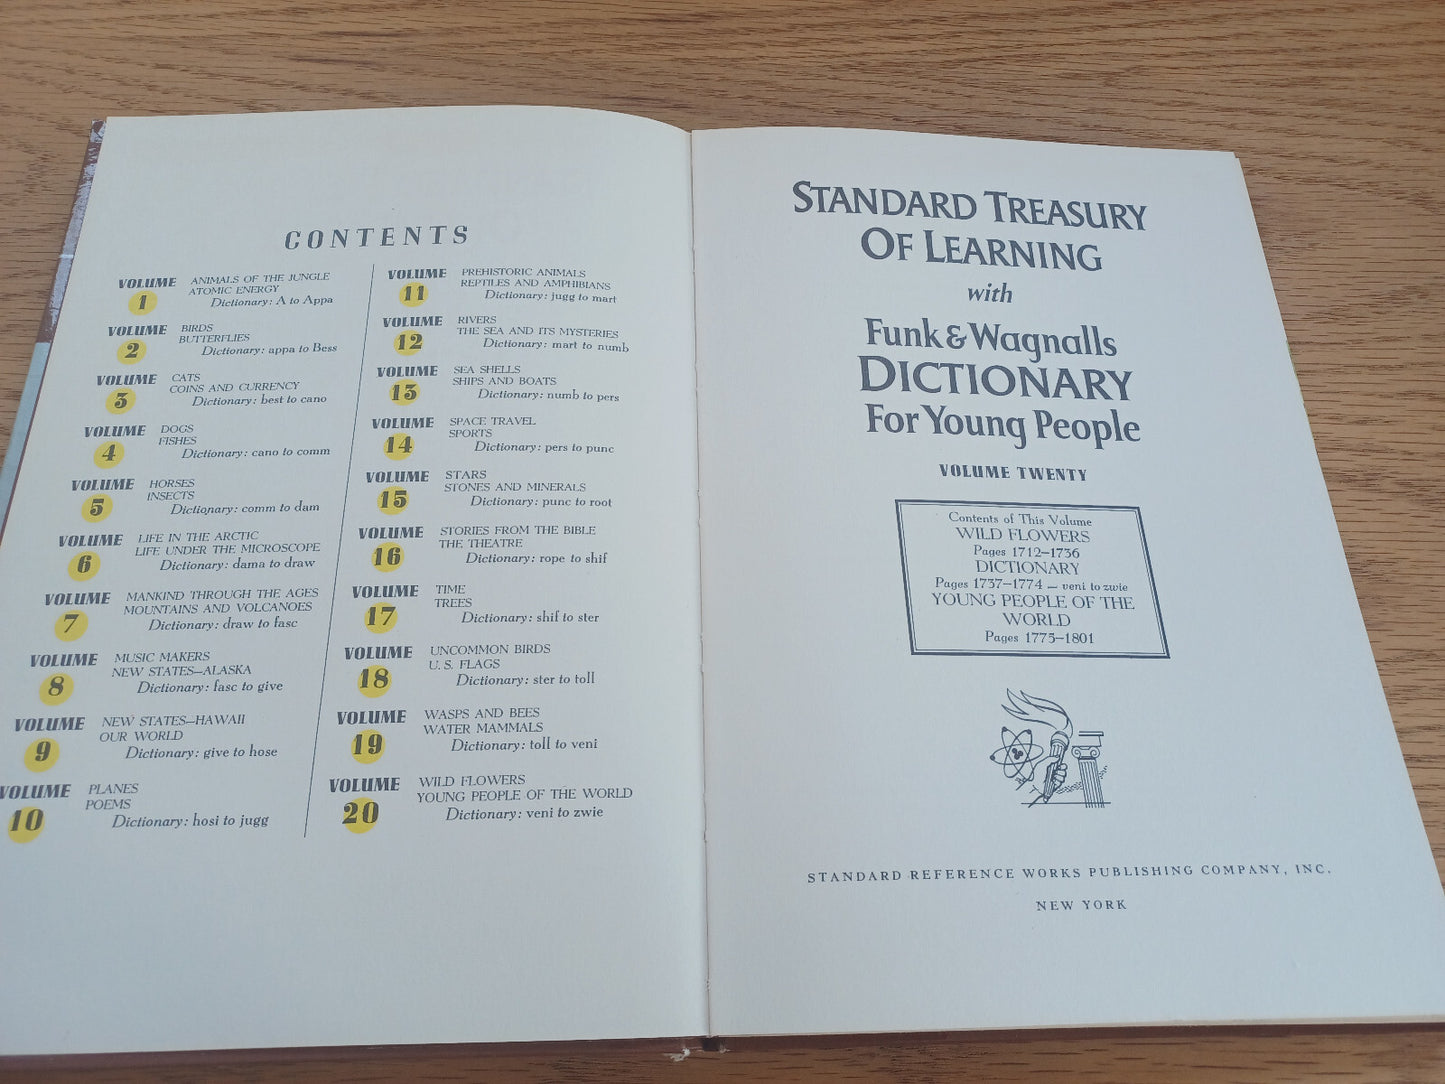 CONTENTS
VOLUME 1
ANIMALS OF THE JUNGLE
ATOMIC ENERGY
Dictionary: A to Appa
VOLUME 2
BIRDS
BUTTERFLIES
Dictionary: appa to Bess
VOLUME 3
CATS
COINS AND CURRENCY
Dictionary: best to cano
VOLUME 4
DOGS
FISHES
Dictionary: cano to comm
VOLUME 5
HORSES
INSECTS
Dictionary: comm to dam
VOLUME 6
LIFE IN THE ARCTIC
LIFE UNDER THE MICROSCOPE
Dictionary: dama to draw
VOLUME 7
MANKIND THROUGH THE AGES
MOUNTAINS AND VOLCANOES
Dictionary: draw to fasc
VOLUME 8
MUSIC MAKERS
NEW STATES—ALASKA
Dictionary: fasc to give
VOLUME 9
NEW STATES—HAWAII
OUR WORLD
Dictionary: give to hose
VOLUME 10
PLANES
POEMS
Dictionary: hosi to jugg
VOLUME 11
PREHISTORIC ANIMALS
REPTILES AND AMPHIBIANS
Dictionary: jugg to mart
VOLUME 12
RIVERS
THE SEA AND ITS MYSTERIES
Dictionary: mart to numb
VOLUME 13
SEA SHELLS
SHIPS AND BOATS
Dictionary: numb to pers
VOLUME 14
SPACE TRAVEL
SPORTS
Dictionary: pers to punc
VOLUME 15
STARS
STONES AND MINERALS
Dictionary: punc to root
VOLUME 16
STORIES FROM THE BIBLE
THE THEATRE
Dictionary: rope to shif
VOLUME 17
TIME
TREES
Dictionary: shif to ster
VOLUME 18
UNCOMMON BIRDS
U. S. FLAGS
Dictionary: ster to toll
VOLUME 19
WASPS AND BEES
WATER MAMMALS
Dictionary: toll to veni
VOLUME 20
WILD FLOWERS
YOUNG PEOPLE OF THE WORLD
Dictionary: veni to zwie
STANDARD TREASURY
OF LEARNING
with
Funk & Wagnalls
DICTIONARY
For Young People
VOLUME TWENTY
Contents of This Volume
WILD FLOWERS
Pages 1712–1736
DICTIONARY
Pages 1737–1774 — veni to zwie
YOUNG PEOPLE OF THE
WORLD
Pages 1775–1801
STANDARD REFERENCE WORKS PUBLISHING COMPANY, INC.
NEW YORK